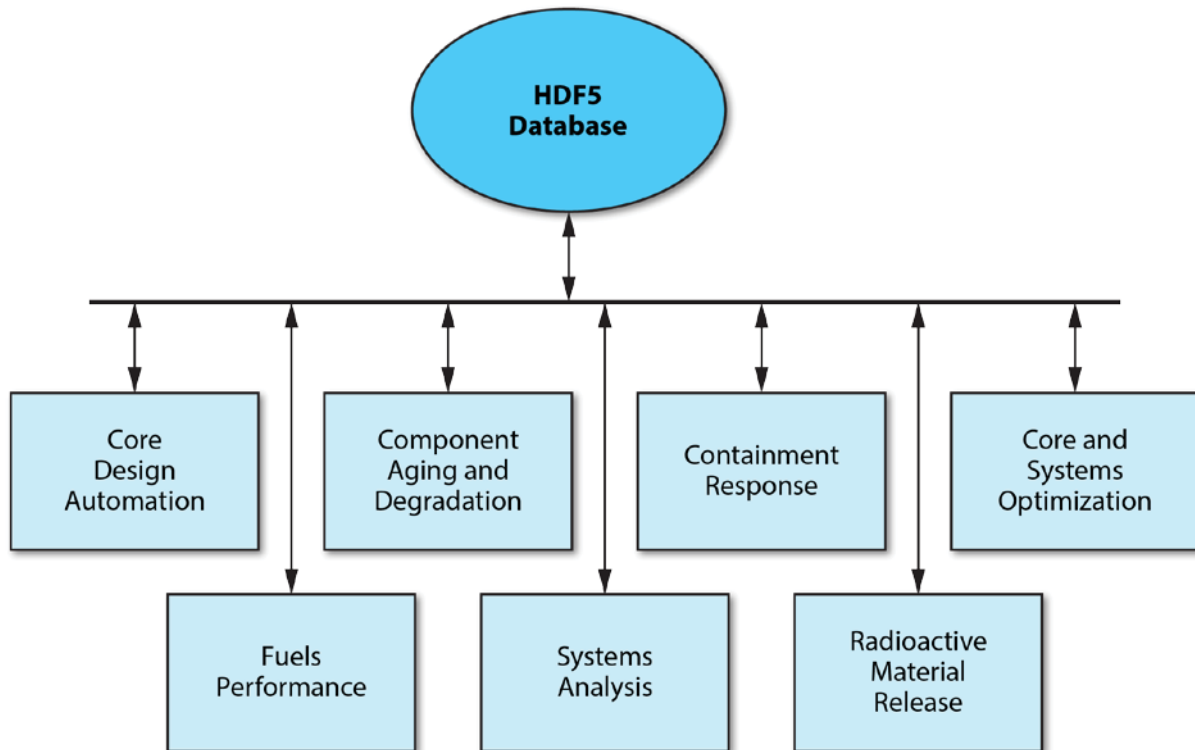 HDF5
Database
Core
Design
Automation
Component
Aging and
Degradation
Containment
Response
Core and
Systems
Optimization
Fuels
Performance
Systems
Analysis
Radioactive
Material
Release